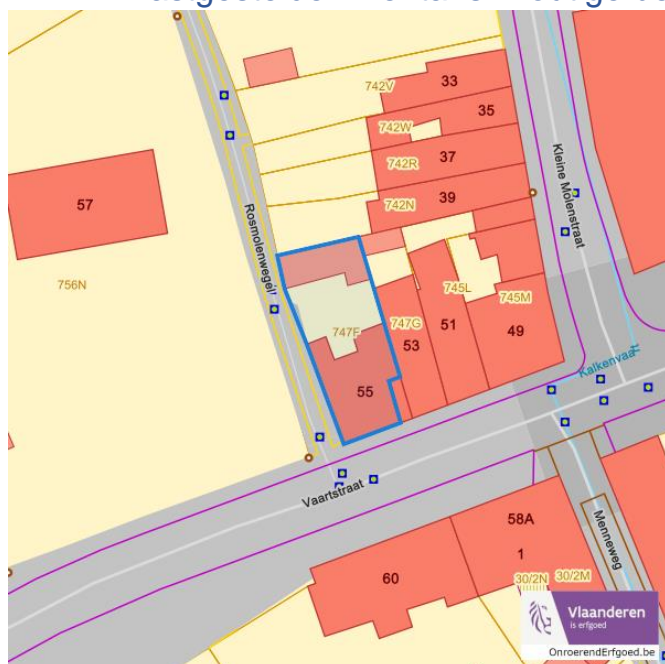 742V
33
35
742W
37
742R
39
742N
57
756N
Rosmolenwegel
Kleine Molenstraat
745L
745M
747F
747G
51
49
53
55
Kalkenvaa
Vaartstraat
58A
1
60
30/2N 30/2M
Menneweg
Vlaanderen
is erfgoed
OnroerendErfgoed.be